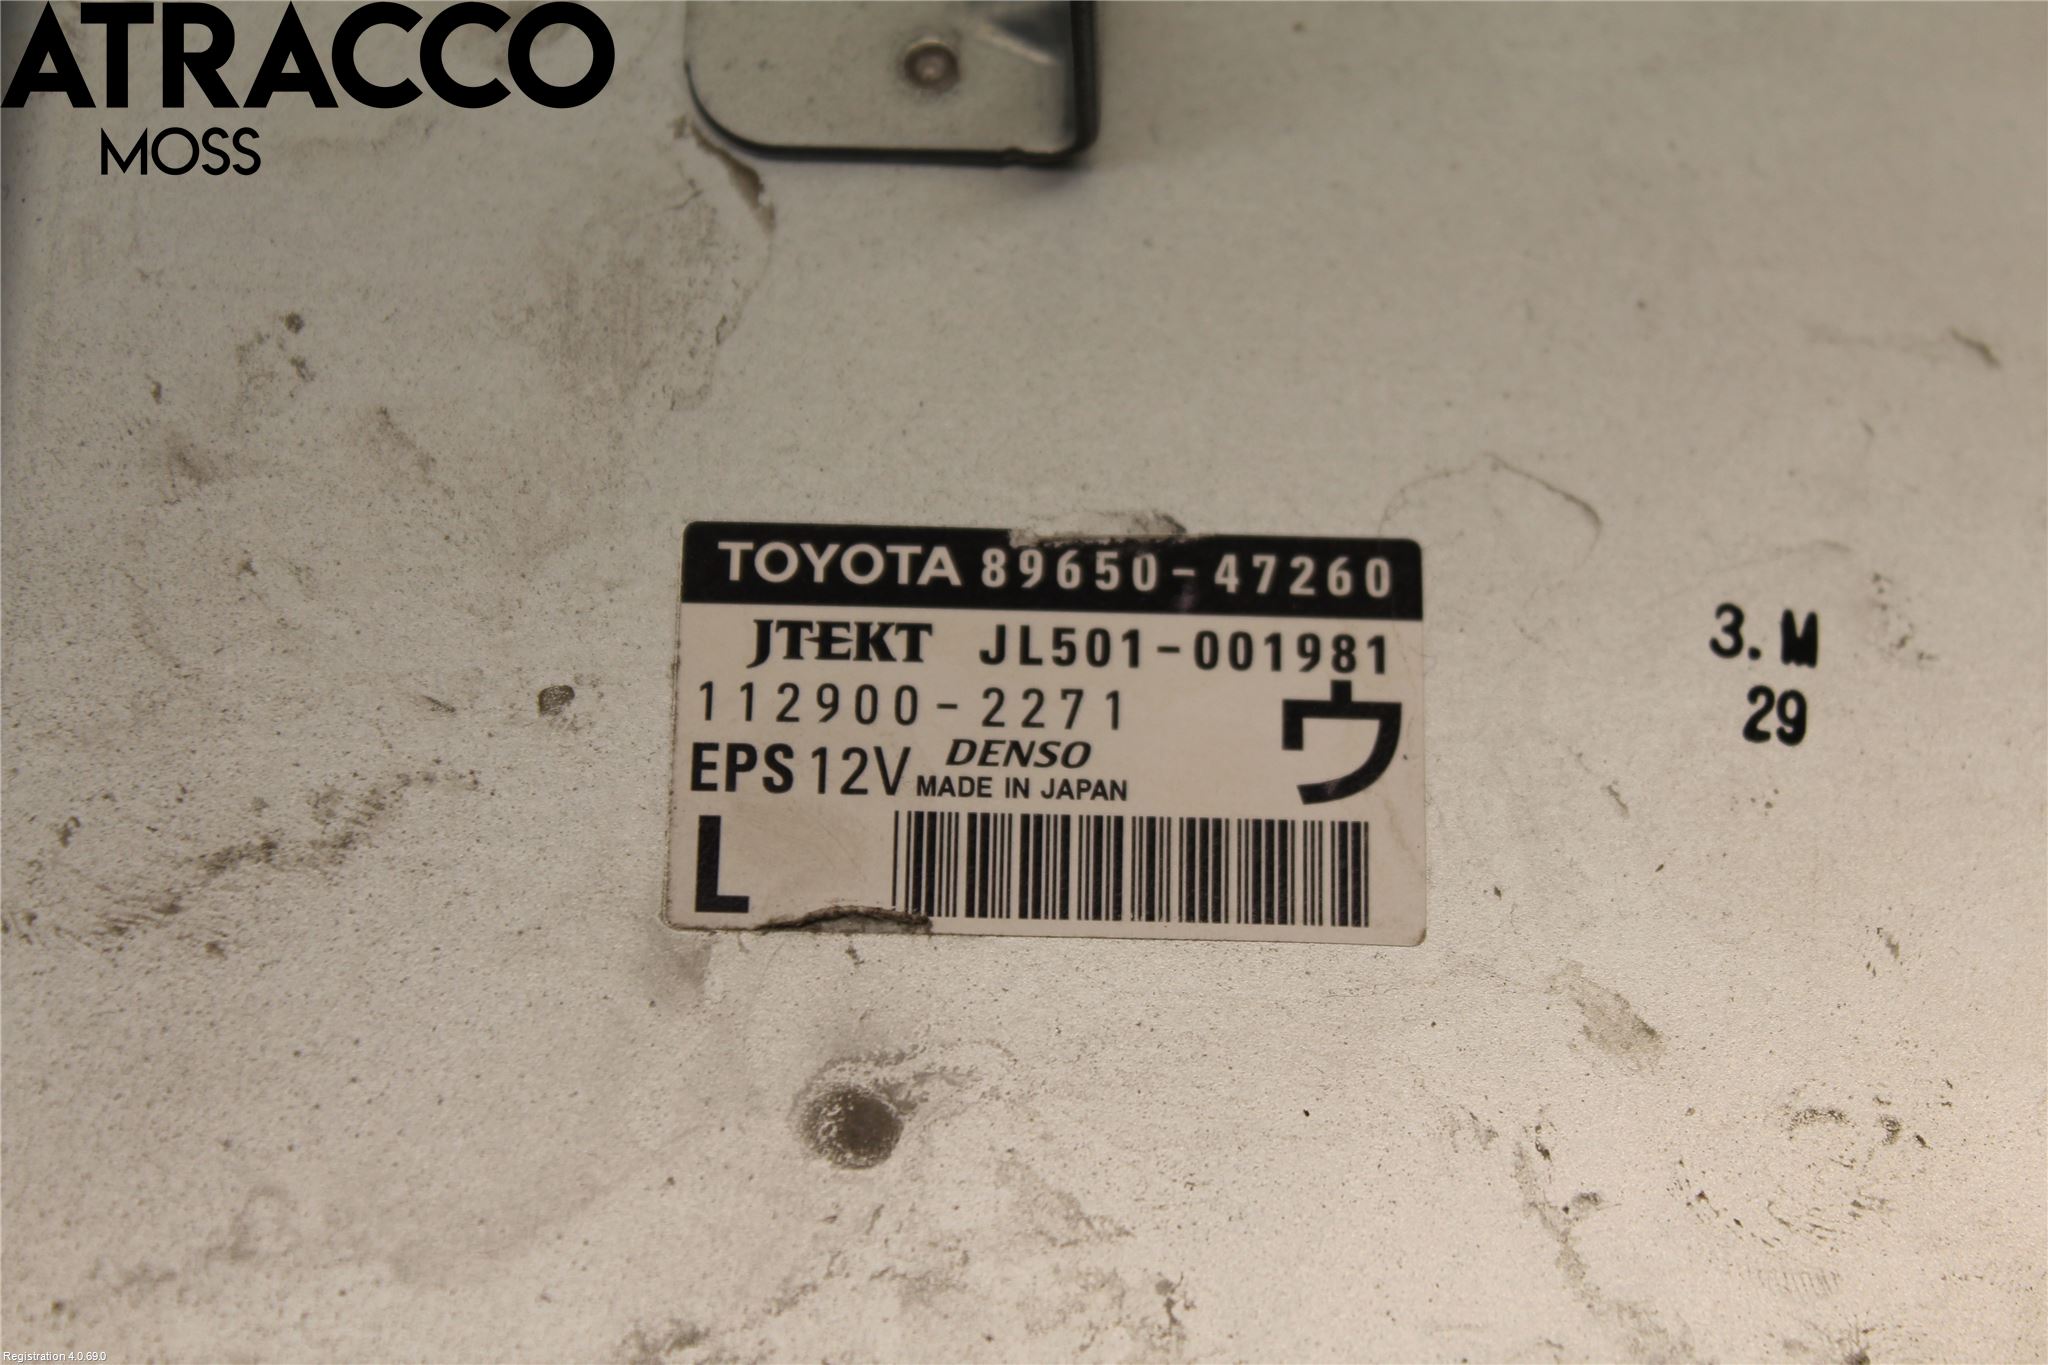 ATRACCO
MOSS
TOYOTA 89650-47260
JTEKT JL501-001981
112900-2271
ウ
EPS 12V DENSO
MADE IN JAPAN
L
3.M
29
Registration 4.0.69.0